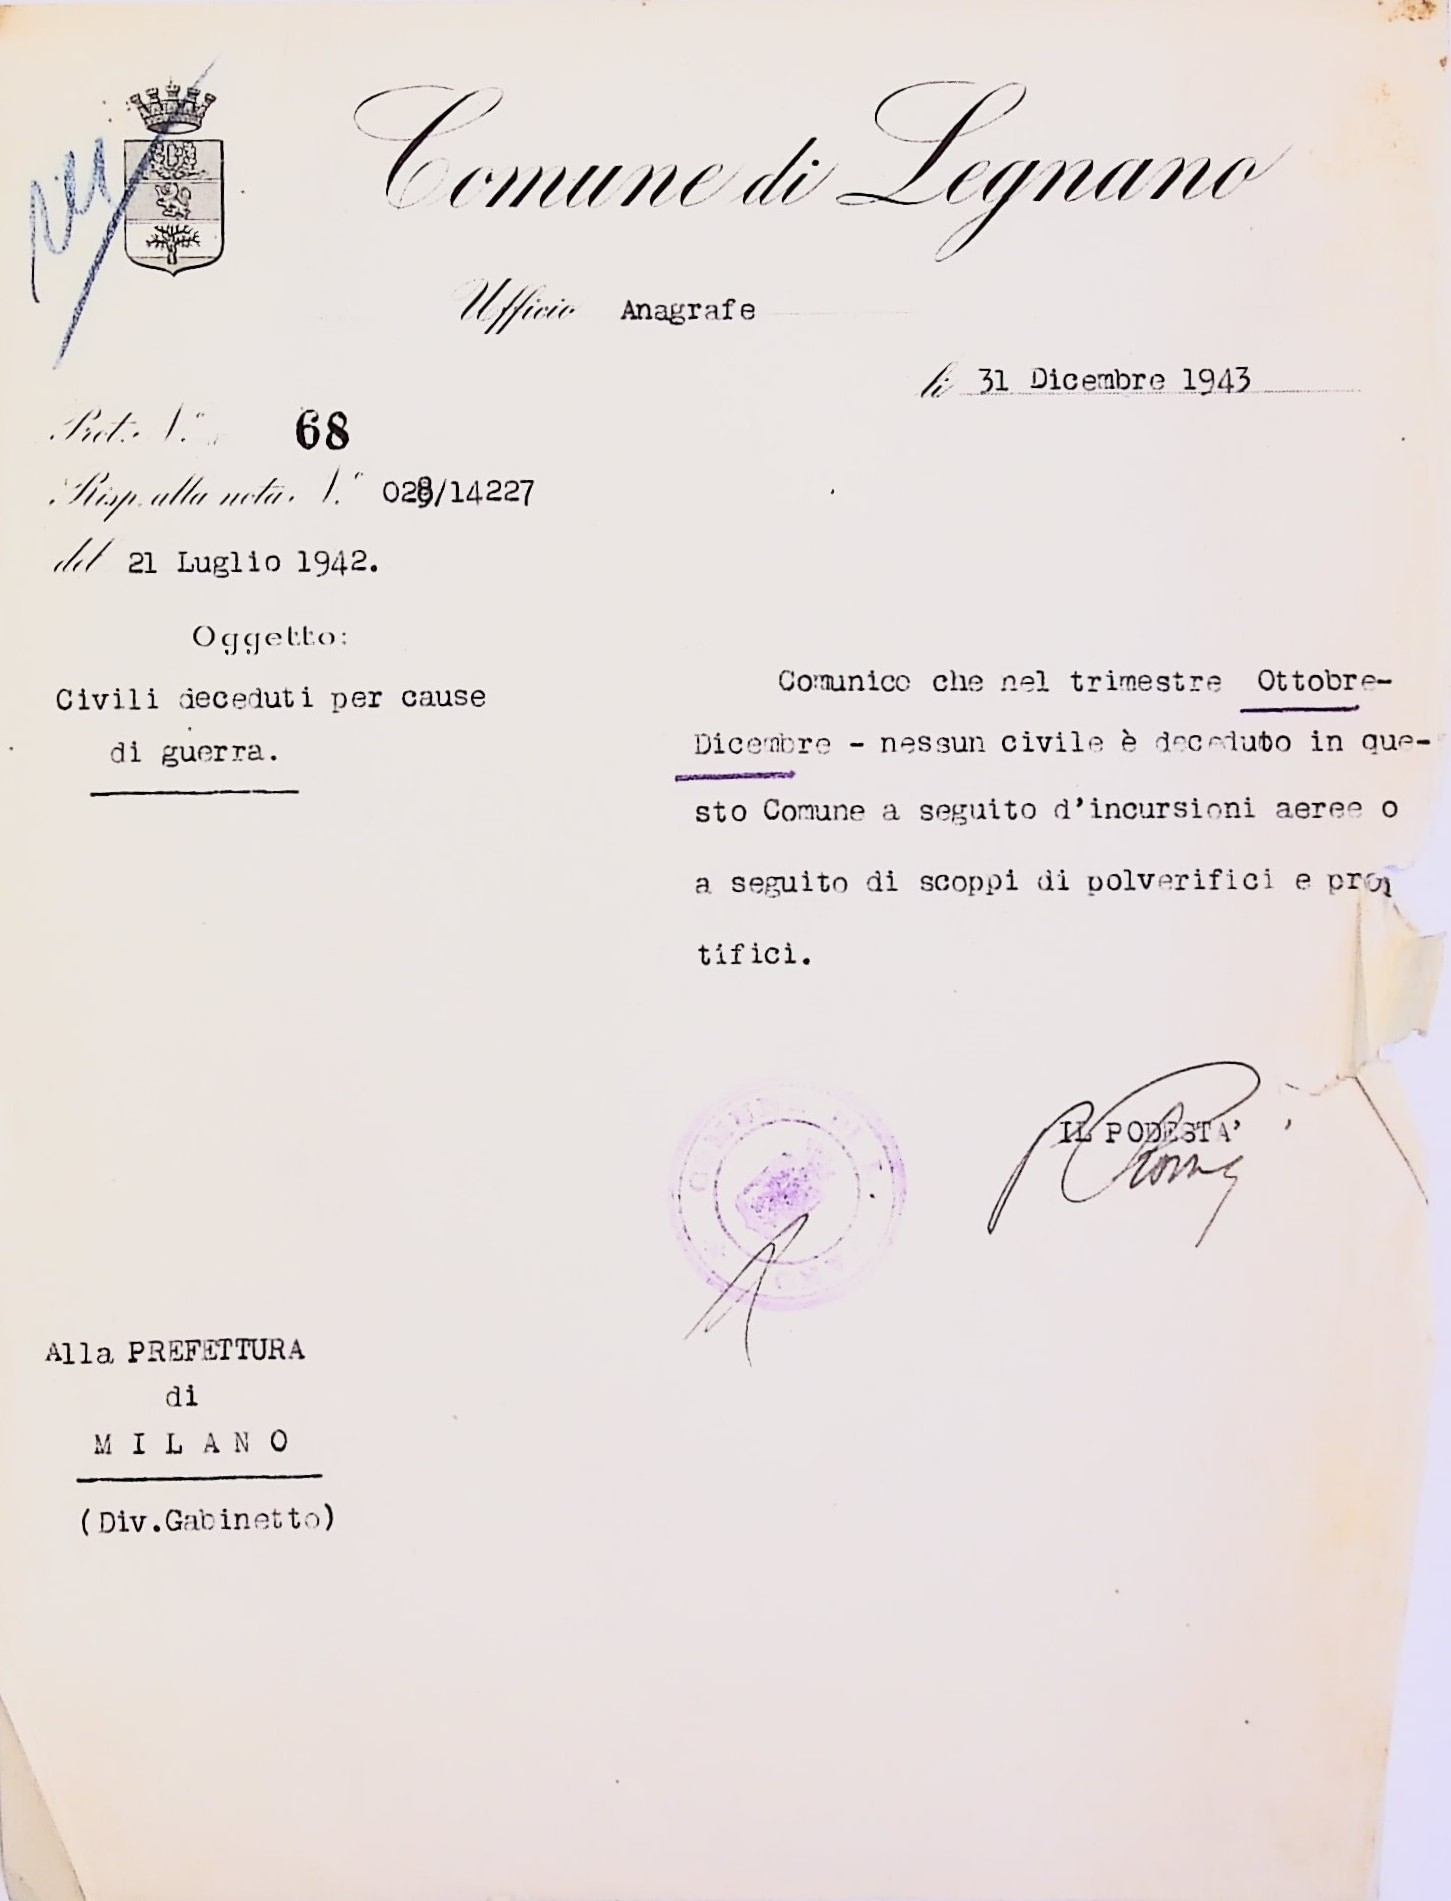 Comune di Legnano
Ufficio Anagrafe
li 31 Dicembre 1943
Prot. N.° 68
Risp. alla nota N.° 028/14227
del 21 Luglio 1942.
Oggetto:
Civili deceduti per cause
di guerra.
Comunico che nel trimestre Ottobre-
Dicembre - nessun civile è deceduto in que-
sto Comune a seguito d'incursioni aeree o
a seguito di scoppi di polverifici e pro
tifici.
IL PODESTA'
COMUNE DI
Alla PREFETTURA
di
MILANO
(Div.Gabinetto)